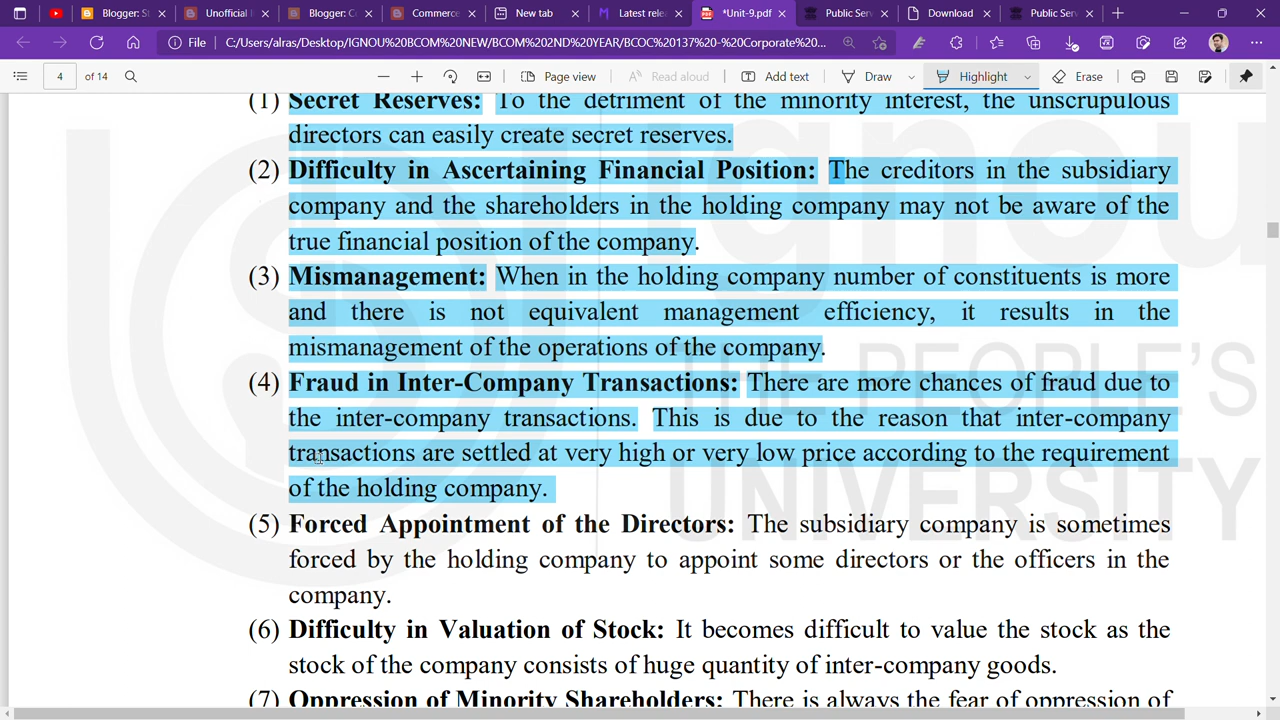 Blogger: St
Unofficial I
Blogger: Co
Commerce
New tab
Latest rele
*Unit-9.pdf
Public Serv
Download
Public Serv
File
C:/Users/alras/Desktop/IGNOU%20BCOM%20NEW/BCOM%202ND%20YEAR/BCOC%20137%20-%20Corporate%20...
4 of 14
Page view
Read aloud
Add text
Draw
Highlight
Erase
(1) Secret Reserves: To the detriment of the minority interest, the unscrupulous
directors can easily create secret reserves.
(2) Difficulty in Ascertaining Financial Position: The creditors in the subsidiary
company and the shareholders in the holding company may not be aware of the
true financial position of the company.
(3) Mismanagement: When in the holding company number of constituents is more
and there is not equivalent management efficiency, it results in the
mismanagement of the operations of the company.
(4) Fraud in Inter-Company Transactions: There are more chances of fraud due to
the inter-company transactions. This is due to the reason that inter-company
transactions are settled at very high or very low price according to the requirement
of the holding company.
(5) Forced Appointment of the Directors: The subsidiary company is sometimes
forced by the holding company to appoint some directors or the officers in the
company.
(6) Difficulty in Valuation of Stock: It becomes difficult to value the stock as the
stock of the company consists of huge quantity of inter-company goods.
(7) Oppression of Minority Shareholders: There is always the fear of oppression of
ignou
THE PEOPLE'S
UNIVERSITY